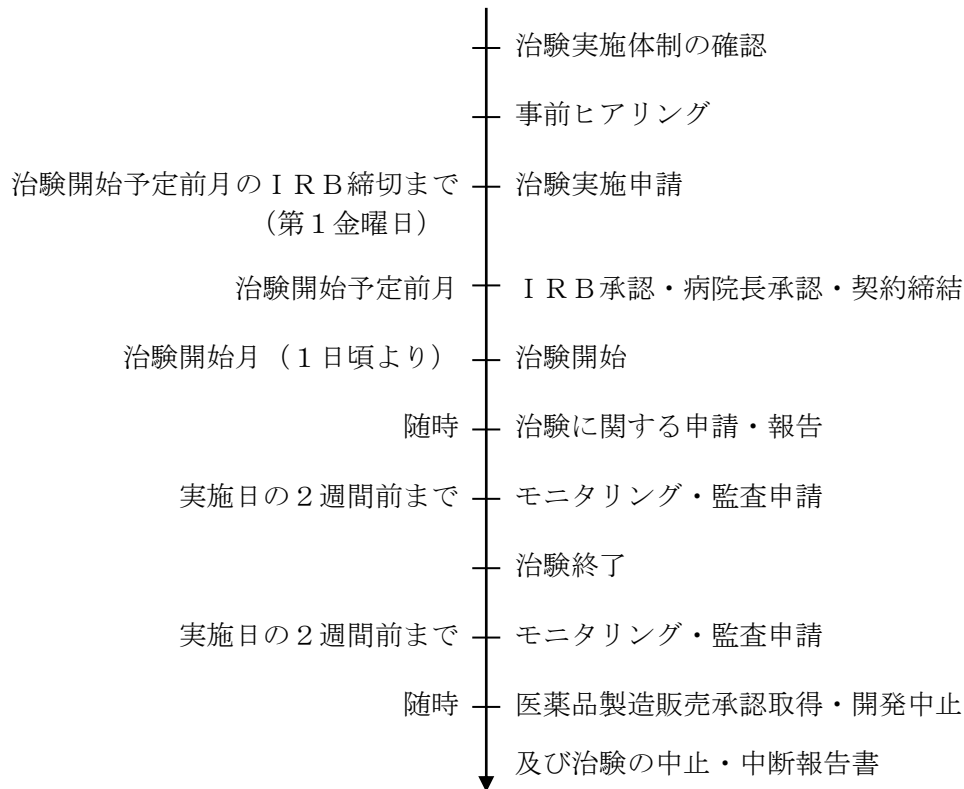 治験実施体制の確認
事前ヒアリング
治験開始予定前月のＩＲＢ締切まで
（第１金曜日）
治験実施申請
治験開始予定前月
ＩＲＢ承認・病院長承認・契約締結
治験開始月（１日頃より）
治験開始
随時
治験に関する申請・報告
実施日の２週間前まで
モニタリング・監査申請
治験終了
実施日の２週間前まで
モニタリング・監査申請
随時
医薬品製造販売承認取得・開発中止
及び治験の中止・中断報告書